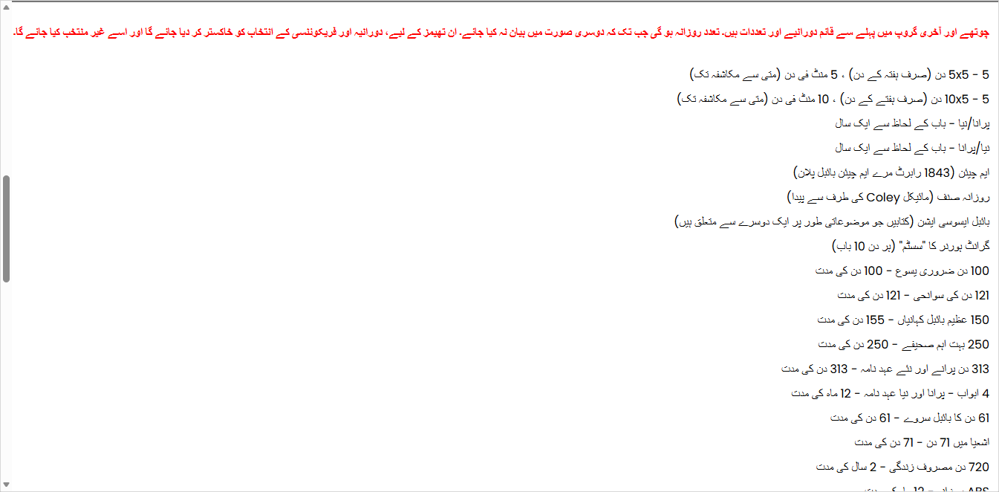 چوتھے اور آخری گروپ میں پہلے سے قائم دورانیے اور تعددات ہیں۔ تعدد روزانہ ہو گی جب تک کہ دوسری صورت میں بیان نہ کیا جائے۔ ان تھیمز کے لیے، دورانیہ اور فریکوئنسی کے انتخاب کو خاکستر کر دیا جائے گا اور اسے غیر منتخب کیا جائے گا۔
5x5 - 5 دن (صرف ہفتہ کے دن) ، 5 منٹ فی دن (متی سے مکاشفہ تک)
10x5 - 5 دن (صرف ہفتے کے دن) ، 10 منٹ فی دن (متی سے مکاشفہ تک)
پرانا/نیا - باب کے لحاظ سے ایک سال
نیا/پرانا - باب کے لحاظ سے ایک سال
ایم چیئن (1843 رابرٹ مرے ایم چیئن بائبل پلان)
روزانہ صنف (مائیکل Coley کی طرف سے پیدا)
بائبل ایسوسی ایشن (کتابیں جو موضوعاتی طور پر ایک دوسرے سے متعلق ہیں)
گرانٹ ہورنر کا "سسٹم" (ہر دن 10 باب)
100 دن ضروری یسوع - 100 دن کی مدت
121 دن کی سوانحی - 121 دن کی مدت
150 عظیم بائبل کہانیاں - 155 دن کی مدت
250 بہت اہم صحیفے - 250 دن کی مدت
313 دن پرانے اور نئے عہد نامہ - 313 دن کی مدت
4 ابواب - پرانا اور نیا عہد نامہ - 12 ماہ کی مدت
61 دن کا بائبل سروے - 61 دن کی مدت
اشعیا میں 71 دن - 71 دن کی مدت
720 دن مصروف زندگی - 2 سال کی مدت